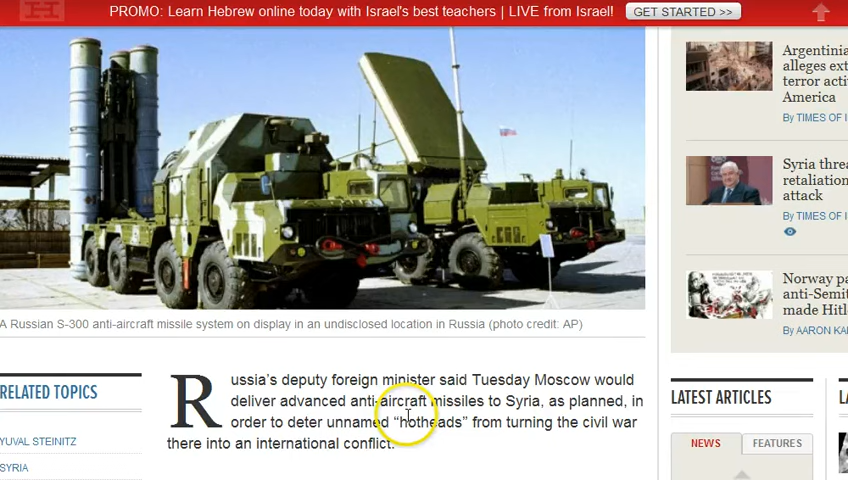 PROMO: Learn Hebrew online today with Israel's best teachers | LIVE from Israel!
GET STARTED >>
A Russian S-300 anti-aircraft missile system on display in an undisclosed location in Russia (photo credit: AP)
RELATED TOPICS
YUVAL STEINITZ
SYRIA
Russia's deputy foreign minister said Tuesday Moscow would
deliver advanced anti-aircraft missiles to Syria, as planned, in
order to deter unnamed “hotheads” from turning the civil war
there into an international conflict.
Argentinia
alleges ext
terror activ
America
By TIMES OF I
Syria threa
retaliation
attack
By TIMES OF I
Norway pa
anti-Semit
made Hitl
By AARON KA
LATEST ARTICLES
NEWS
FEATURES